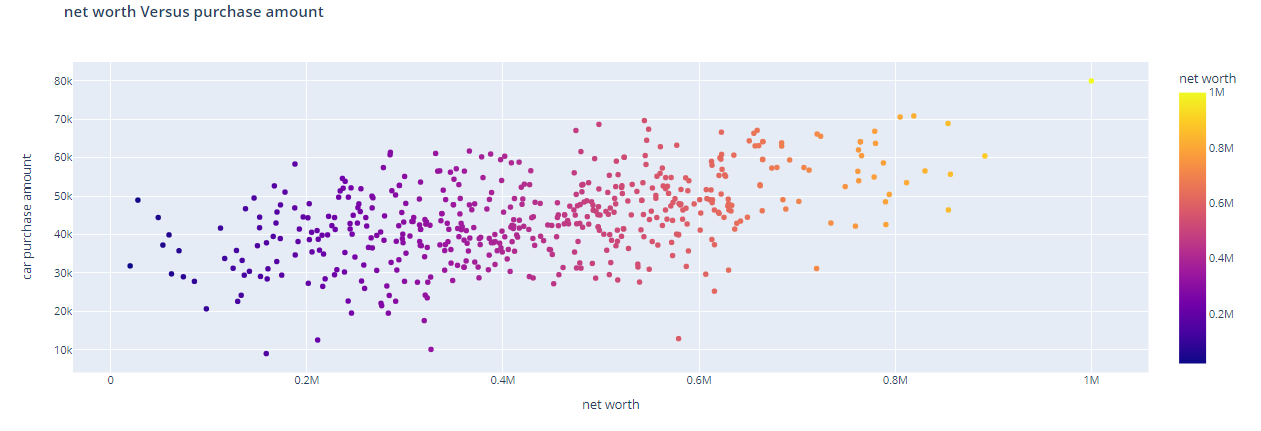 net worth Versus purchase amount
car purchase amount
80k
70k
60k
50k
40k
30k
20k
10k
0
0.2M
0.4M
0.6M
0.8M
1M
net worth
net worth
1M
0.8M
0.6M
0.4M
0.2M